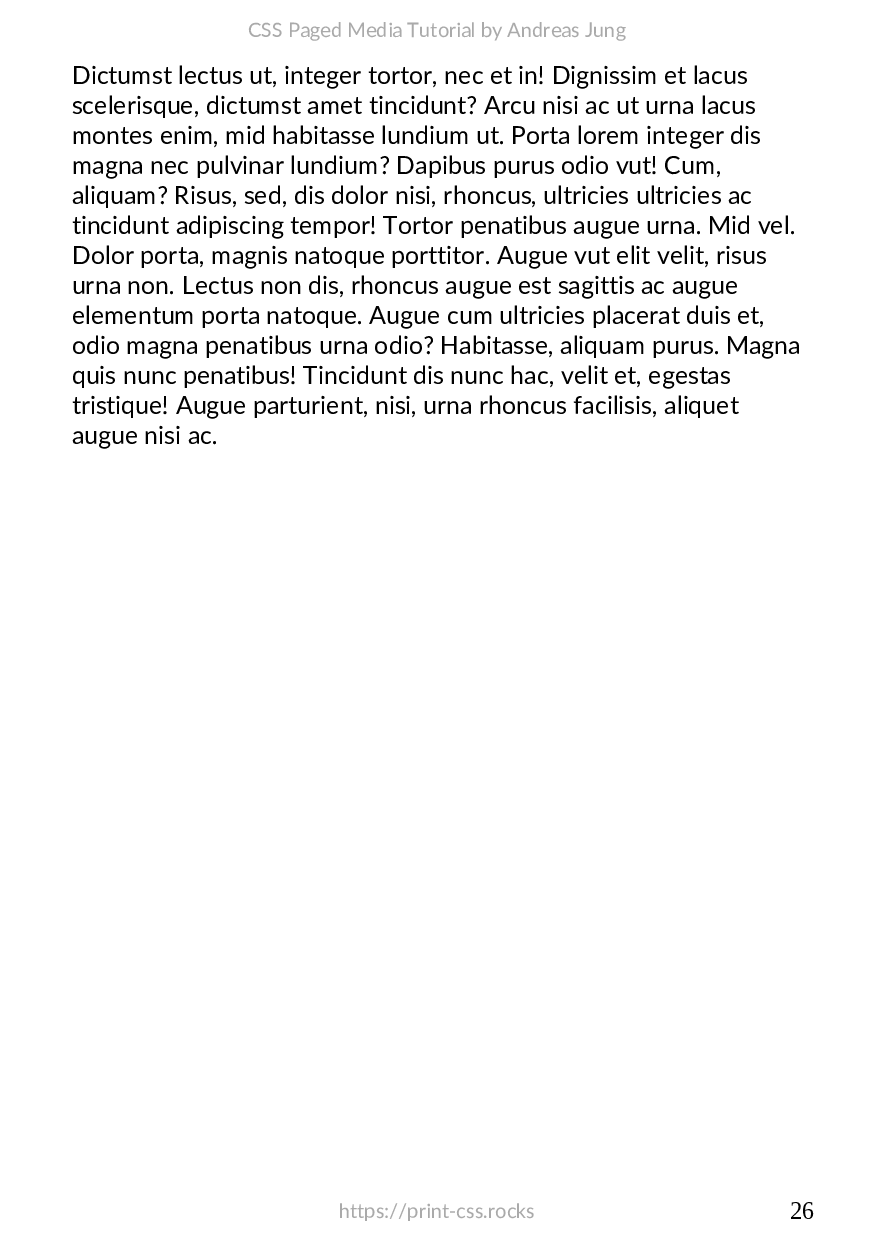 CSS Paged Media Tutorial by Andreas Jung
Dictumst lectus ut, integer tortor, nec et in! Dignissim et lacus
scelerisque, dictumst amet tincidunt? Arcu nisi ac ut urna lacus
montes enim, mid habitasse lundium ut. Porta lorem integer dis
magna nec pulvinar lundium? Dapibus purus odio vut! Cum,
aliquam? Risus, sed, dis dolor nisi, rhoncus, ultricies ultricies ac
tincidunt adipiscing tempor! Tortor penatibus augue urna. Mid vel.
Dolor porta, magnis natoque porttitor. Augue vut elit velit, risus
urna non. Lectus non dis, rhoncus augue est sagittis ac augue
elementum porta natoque. Augue cum ultricies placerat duis et,
odio magna penatibus urna odio? Habitasse, aliquam purus. Magna
quis nunc penatibus! Tincidunt dis nunc hac, velit et, egestas
tristique! Augue parturient, nisi, urna rhoncus facilisis, aliquet
augue nisi ac.
https://print-css.rocks
26